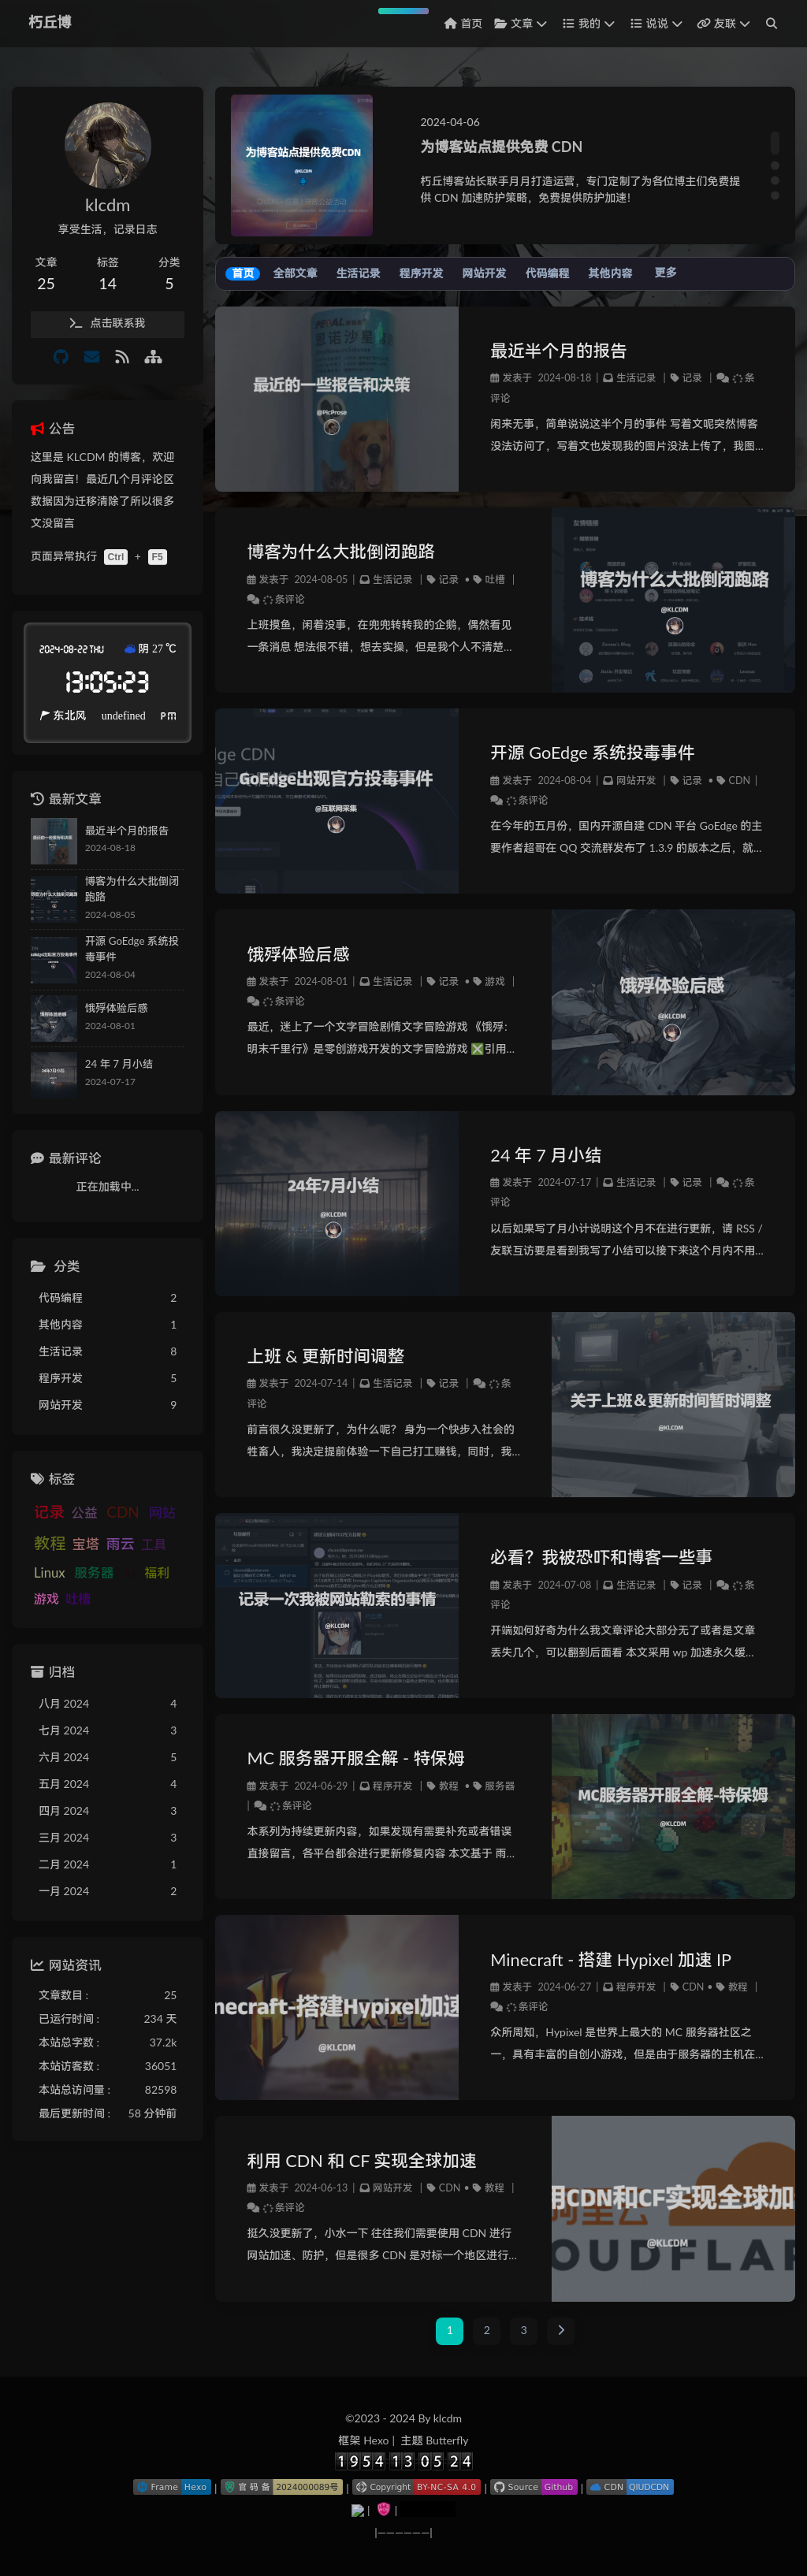 朽丘博
首页 文章 我的 说说 友联
klcdm
享受生活，记录日志
文章 标签 分类
25 14 5
点击联系我
公告
这里是 KLCDM 的博客，欢迎
向我留言！最近几个月评论区
数据因为迁移清除了所以很多
文没留言
页面异常执行 Ctrl + F5
2024-08-22 THU 阴 27 ℃
13:05:23
东北风 undefined PM
最新文章
最近半个月的报告
2024-08-18
博客为什么大批倒闭
跑路
2024-08-05
开源 GoEdge 系统投
毒事件
2024-08-04
饿殍体验后感
2024-08-01
24 年 7 月小结
2024-07-17
最新评论
正在加载中...
分类
代码编程 2
其他内容 1
生活记录 8
程序开发 5
网站开发 9
标签
记录 公益 CDN 网站
教程 宝塔 雨云 工具
Linux 服务器 福利
游戏 吐槽
归档
八月 2024 4
七月 2024 3
六月 2024 5
五月 2024 4
四月 2024 3
三月 2024 3
二月 2024 1
一月 2024 2
网站资讯
文章数目 : 25
已运行时间 : 234 天
本站总字数 : 37.2k
本站访客数 : 36051
本站总访问量 : 82598
最后更新时间 : 58 分钟前
为博客站点提供免费CDN
@KLCDM
2024-04-06
为博客站点提供免费 CDN
朽丘博客站长联手月月打造运营，专门定制了为各位博主们免费提
供 CDN 加速防护策略，免费提供防护加速！
首页 全部文章 生活记录 程序开发 网站开发 代码编程 其他内容 更多
最近的一些报告和决策
@PicProse
最近半个月的报告
发表于 2024-08-18 | 生活记录 | 记录 | 条
评论
闲来无事，简单说说这半个月的事件 写着文呢突然博客
没法访问了，写着文也发现我的图片没法上传了，我图...
博客为什么大批倒闭跑路
发表于 2024-08-05 | 生活记录 | 记录 • 吐槽 |
条评论
上班摸鱼，闲着没事，在兜兜转转我的企鹅，偶然看见
一条消息 想法很不错，想去实操，但是我个人不清楚...
博客为什么大批倒闭跑路
@KLCDM
GoEdge出现官方投毒事件
@互联网采集
开源 GoEdge 系统投毒事件
发表于 2024-08-04 | 网站开发 | 记录 • CDN |
条评论
在今年的五月份，国内开源自建 CDN 平台 GoEdge 的主
要作者超哥在 QQ 交流群发布了 1.3.9 的版本之后，就...
饿殍体验后感
发表于 2024-08-01 | 生活记录 | 记录 • 游戏 |
条评论
最近，迷上了一个文字冒险剧情文字冒险游戏 《饿殍：
明末千里行》是零创游戏开发的文字冒险游戏 ❎引用...
饿殍体验后感
@KLCDM
24年7月小结
@KLCDM
24 年 7 月小结
发表于 2024-07-17 | 生活记录 | 记录 | 条
评论
以后如果写了月小计说明这个月不在进行更新，请 RSS /
友联互访要是看到我写了小结可以接下来这个月内不用...
上班 & 更新时间调整
发表于 2024-07-14 | 生活记录 | 记录 | 条
评论
前言很久没更新了，为什么呢？ 身为一个快步入社会的
牲畜人，我决定提前体验一下自己打工赚钱，同时，我...
关于上班&更新时间暂时调整
@KLCDM
记录一次我被网站勒索的事情
@KLCDM
必看？我被恐吓和博客一些事
发表于 2024-07-08 | 生活记录 | 记录 | 条
评论
开端如何好奇为什么我文章评论大部分无了或者是文章
丢失几个，可以翻到后面看 本文采用 wp 加速永久缓...
MC 服务器开服全解 - 特保姆
发表于 2024-06-29 | 程序开发 | 教程 • 服务器
| 条评论
本系列为持续更新内容，如果发现有需要补充或者错误
直接留言，各平台都会进行更新修复内容 本文基于 雨...
MC服务器开服全解-特保姆
@KLCDM
necraft-搭建Hypixel加速
@KLCDM
Minecraft - 搭建 Hypixel 加速 IP
发表于 2024-06-27 | 程序开发 | CDN • 教程 |
条评论
众所周知，Hypixel 是世界上最大的 MC 服务器社区之
一，具有丰富的自创小游戏，但是由于服务器的主机在...
利用 CDN 和 CF 实现全球加速
发表于 2024-06-13 | 网站开发 | CDN • 教程 |
条评论
挺久没更新了，小水一下 往往我们需要使用 CDN 进行
网站加速、防护，但是很多 CDN 是对标一个地区进行...
用CDN和CF实现全球加
@KLCDM
1 2 3
©2023 - 2024 By klcdm
框架 Hexo | 主题 Butterfly
1954 13 05 24
Frame Hexo | 官 码 备 2024000089号 | Copyright BY-NC-SA 4.0 | Source Github | CDN QIUDCDN
| |
|——————|